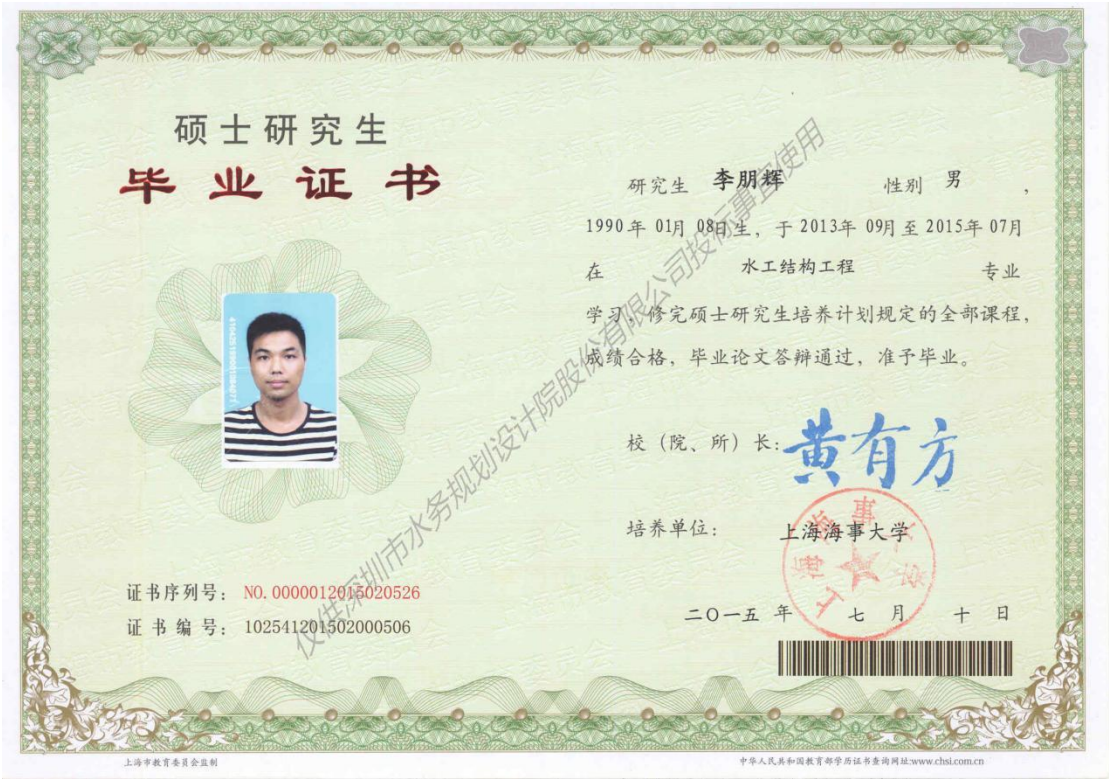 硕士研究生
毕业证书
研究生 李朋辉 性别 男 ，
1990年 01月 08日生，于 2013年 09月至 2015年 07月
在 水工结构工程 专业
学习，修完硕士研究生培养计划规定的全部课程，
成绩合格，毕业论文答辩通过，准予毕业。
校（院、所）长：黄有方
培养单位： 上海海事大学
上海海事大学
二〇一五 年 七 月 十 日
证书序列号： NO. 0000012015020526
证 书 编 号： 102541201502000506
仅供深圳市水务规划设计院股份有限公司投标事宜使用
上海市教育委员会监制
中华人民共和国教育部学历证书查询网址:www.chsi.com.cn